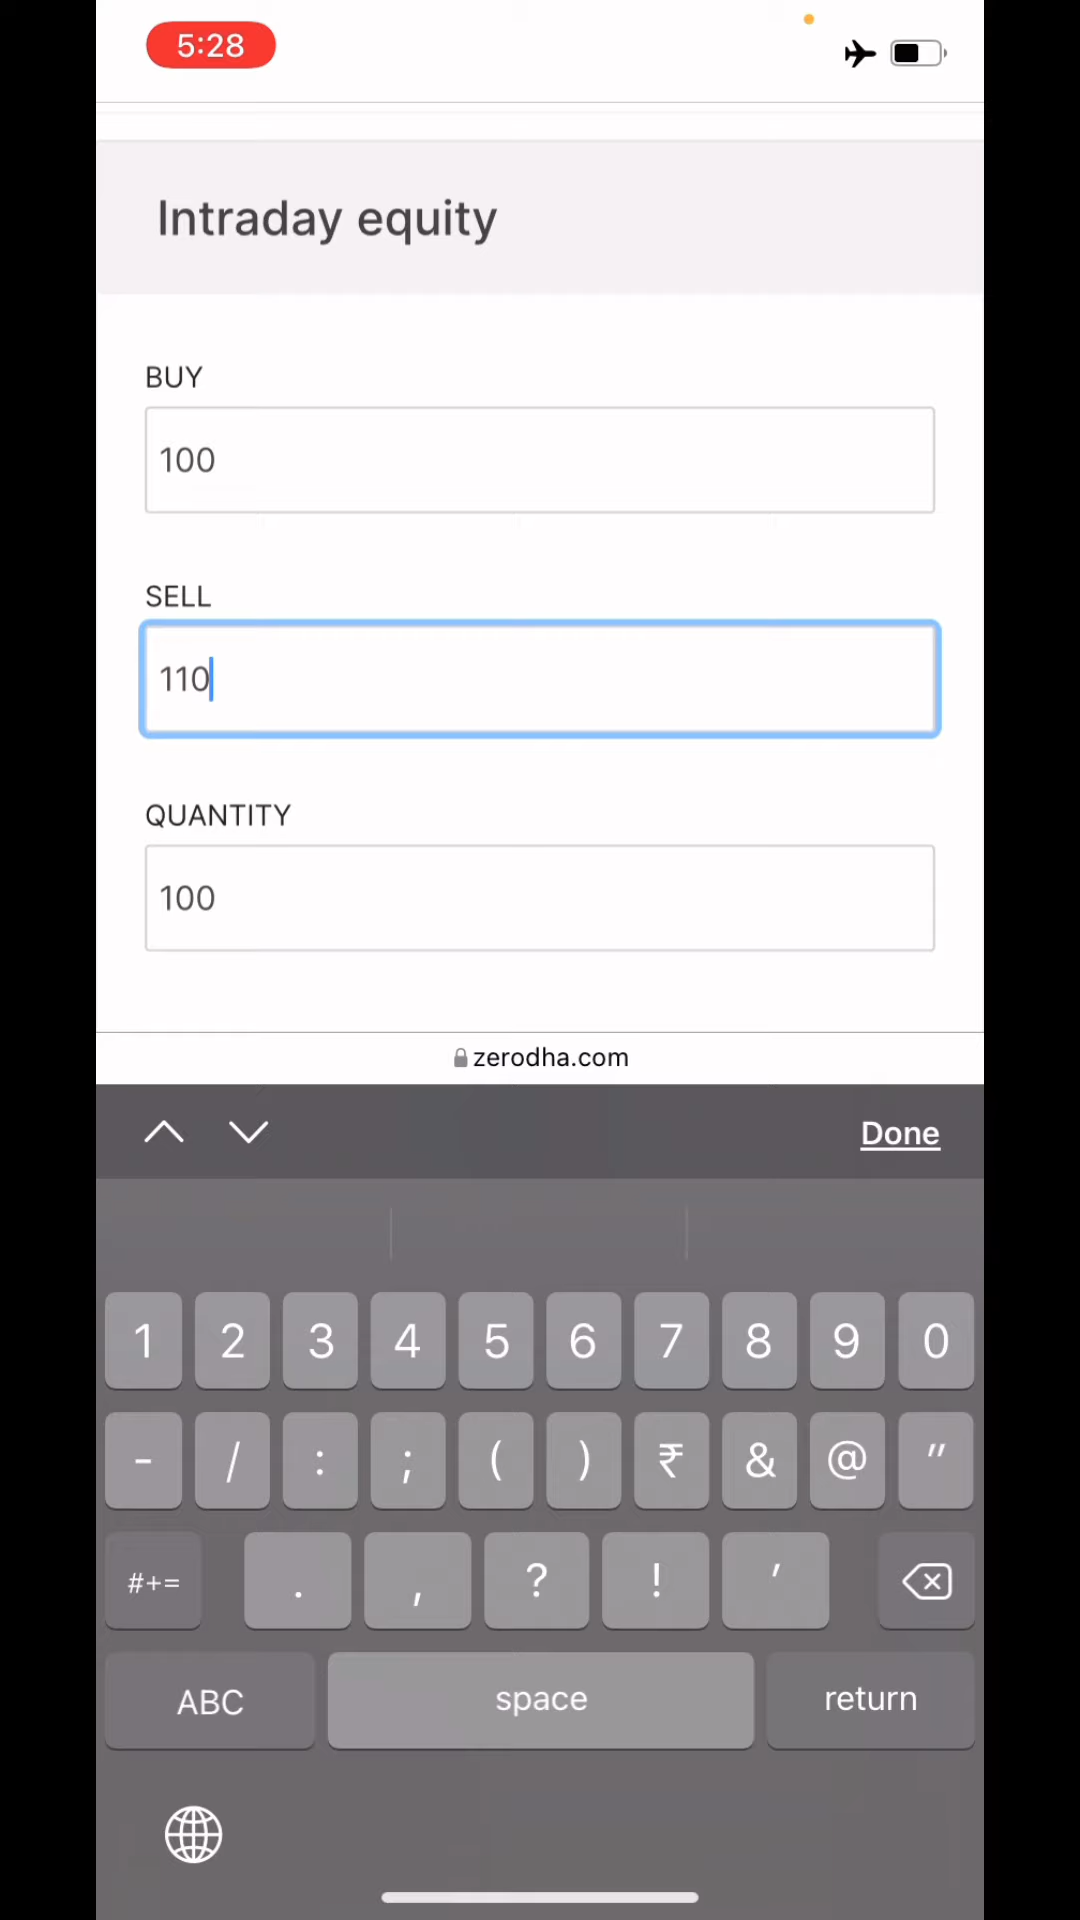 5:28
Intraday equity
BUY
100
SELL
110
QUANTITY
100
zerodha.com
Done
1 2 3 4 5 6 7 8 9 0
- / : ; ( ) ₹ & @ "
#+= . , ? ! '
ABC space return